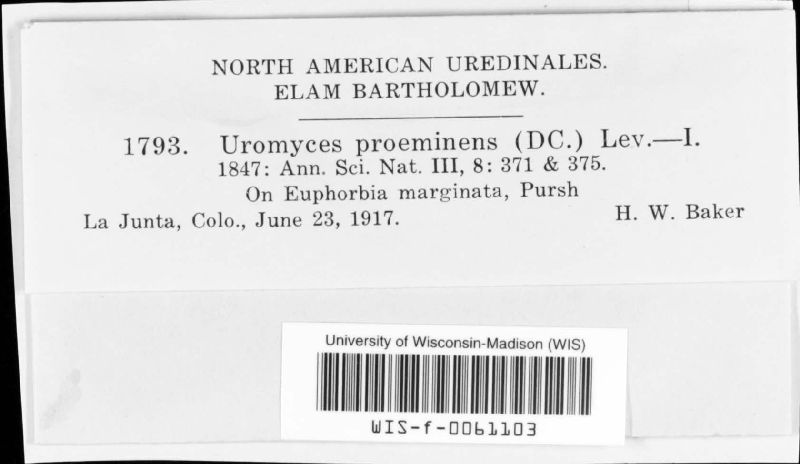 NORTH AMERICAN UREDINALES.
ELAM BARTHOLOMEW.
1793. Uromyces proeminens (DC.) Lev.—I.
1847: Ann. Sci. Nat. III, 8: 371 & 375.
On Euphorbia marginata, Pursh
La Junta, Colo., June 23, 1917. H. W. Baker
University of Wisconsin-Madison (WIS)
WIS-f-0061103